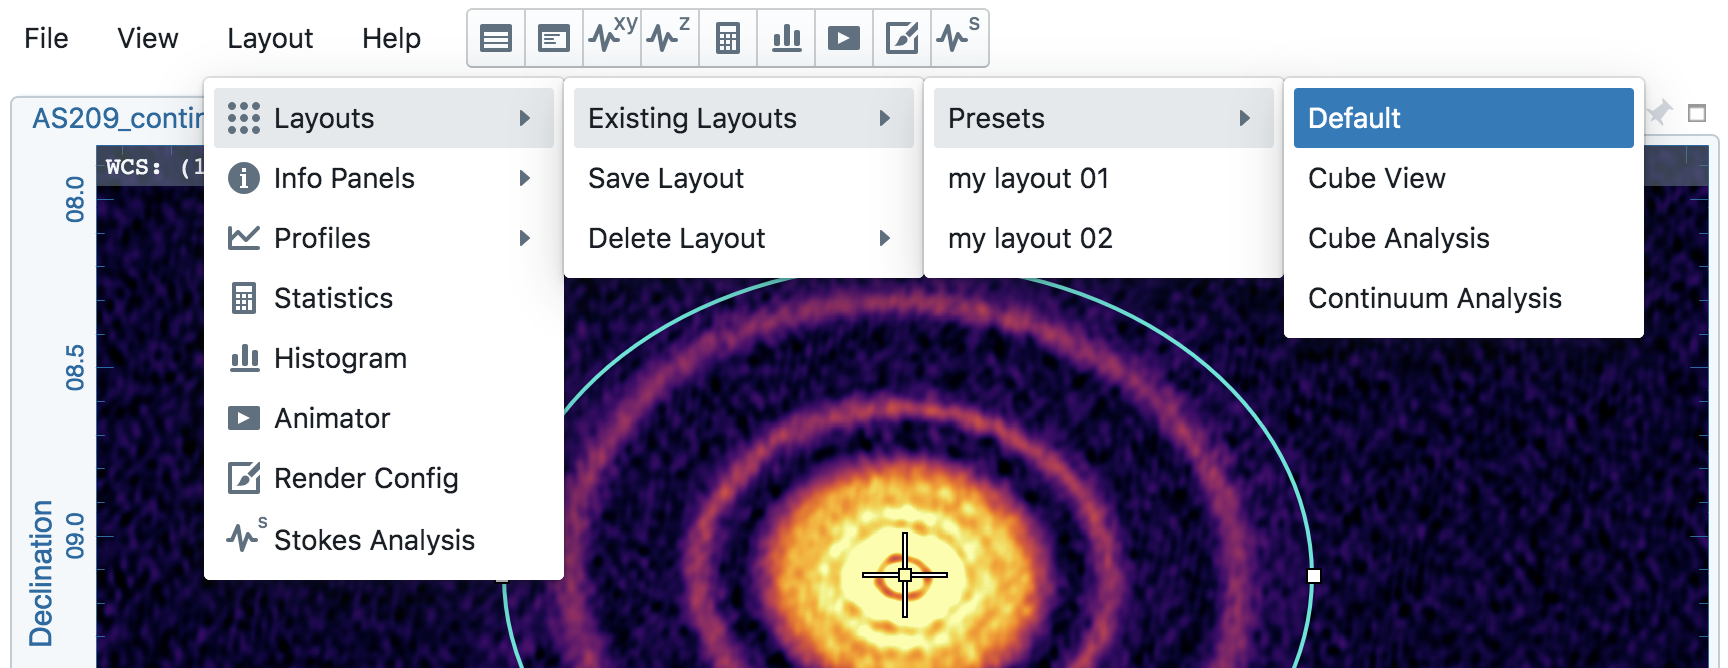 File View Layout Help
XY Z S
AS209_contin
WCS: (1
Layouts
Info Panels
Profiles
Statistics
Histogram
Animator
Render Config
S Stokes Analysis
Existing Layouts
Save Layout
Delete Layout
Presets
my layout 01
my layout 02
Default
Cube View
Cube Analysis
Continuum Analysis
08.0
08.5
09.0
Declination